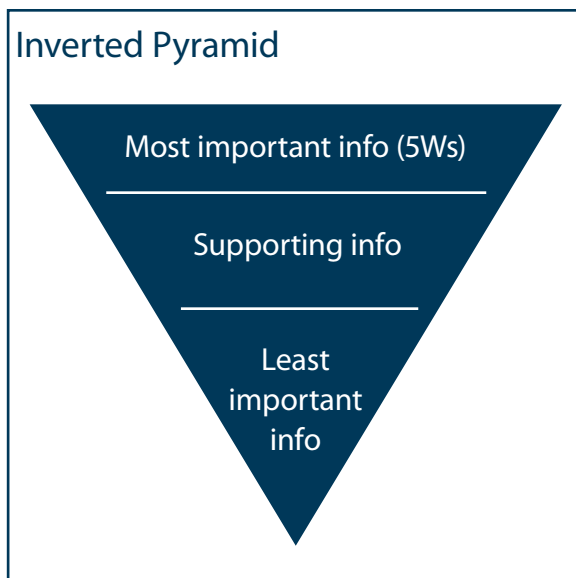 Inverted Pyramid
Most important info (5Ws)
Supporting info
Least
important
info